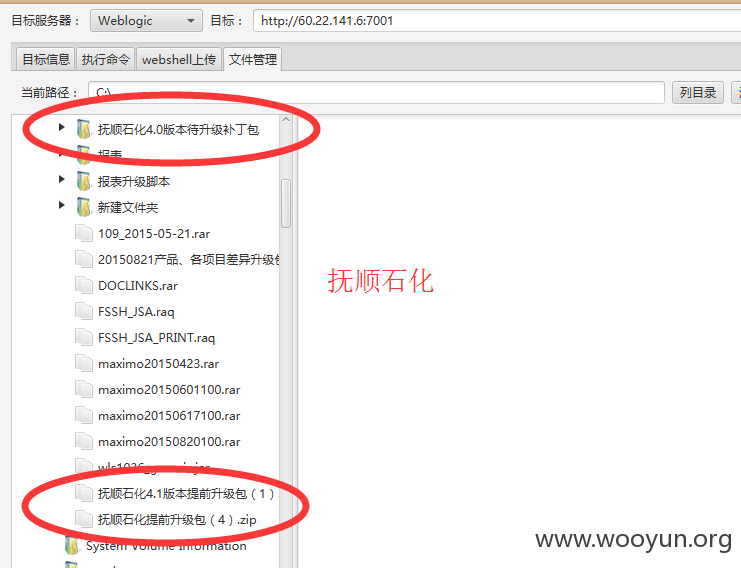 目标服务器： Weblogic 目标： http://60.22.141.6:7001
目标信息 执行命令 webshell上传 文件管理
当前路径： C:\ 列目录
抚顺石化4.0版本待升级补丁包
报表
报表升级脚本
新建文件夹
109_2015-05-21.rar
20150821产品、各项目差异升级包
DOCLINKS.rar
FSSH_JSA.raq
FSSH_JSA_PRINT.raq
maximo20150423.rar
maximo20150601100.rar
maximo20150617100.rar
maximo20150820100.rar
抚顺石化4.1版本提前升级包（1）.
抚顺石化提前升级包（4）.zip
System Volume Information
抚顺石化
www.wooyun.org